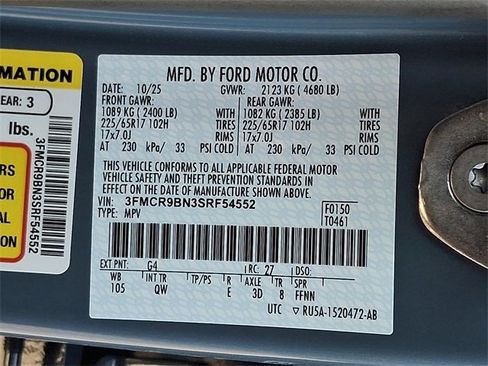 RMATION
EAR: 3
lbs.
3FMCR9BN3SRF54552
RS
AL
ION
MFD. BY FORD MOTOR CO.
DATE: 10/25 GVWR: 2123 KG ( 4680 LB)
FRONT GAWR: REAR GAWR:
1089 KG ( 2400 LB) WITH 1082 KG ( 2385 LB) WITH
225/65R17 102H TIRES 225/65R17 102H TIRES
17x7.0J RIMS 17x7.0J RIMS
AT 230 kPa/ 33 PSI COLD AT 230 kPa/ 33 PSI COLD
THIS VEHICLE CONFORMS TO ALL APPLICABLE FEDERAL MOTOR
VEHICLE SAFETY AND THEFT PREVENTION STANDARDS IN
EFFECT ON THE DATE OF MANUFACTURE SHOWN ABOVE.
VIN: 3FMCR9BN3SRF54552 F0150
TYPE: MPV T0461
EXT PNT: G4 RC: 27 DSO:
WB INT TR TP/PS R AXLE TR SPR
105 QW E 3D 8 FFNN
UTC ▽ RU5A-1520472-AB